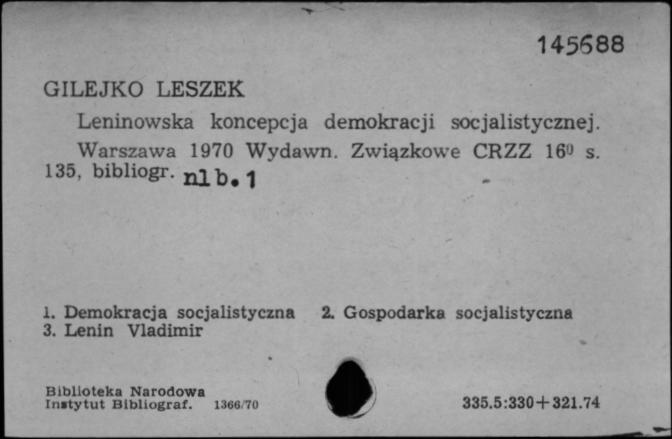 145688
GILEJKO LESZEK
Leninowska koncepcja demokracji socjalistycznej.
Warszawa 1970 Wydawn. Związkowe CRZZ 16⁰ s.
135, bibliogr. nlb. 1
1. Demokracja socjalistyczna 2. Gospodarka socjalistyczna
3. Lenin Vladimir
Biblioteka Narodowa
Instytut Bibliograf. 1366/70
335.5:330+321.74